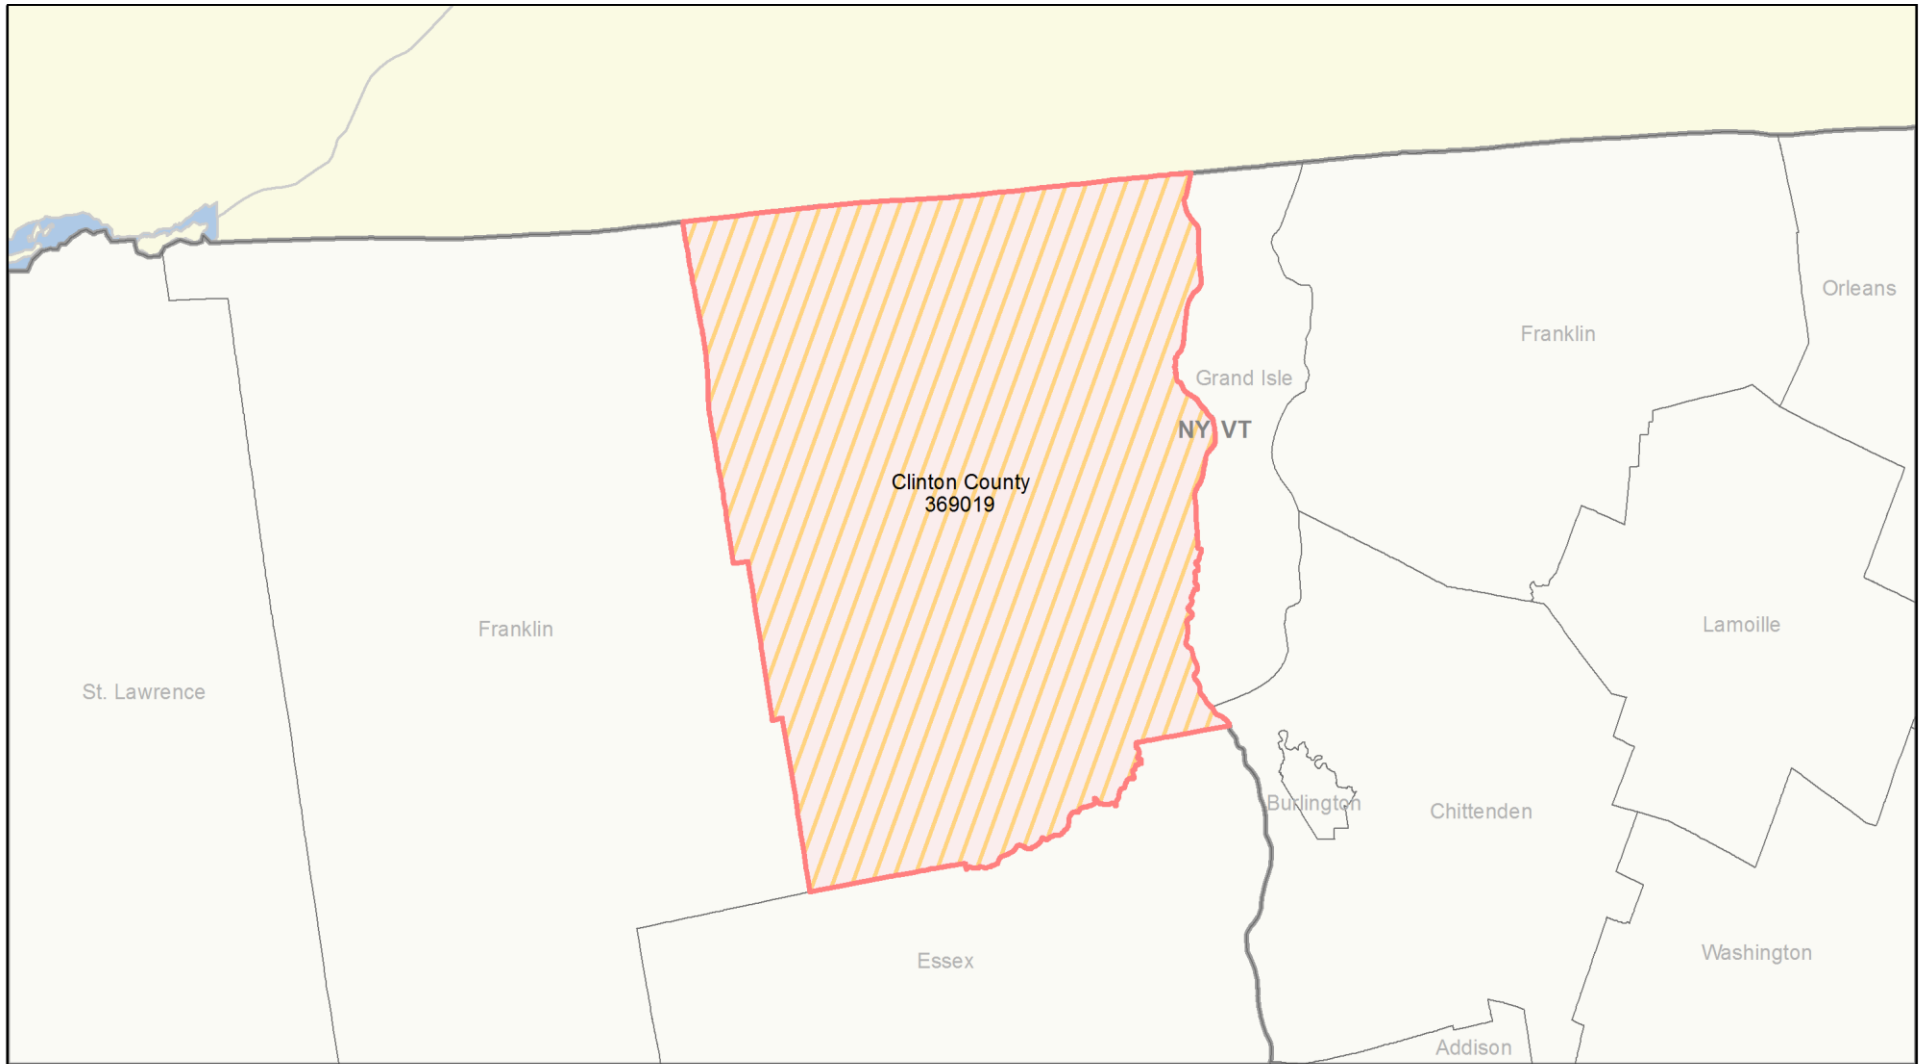 Orleans
Franklin
Grand Isle
NY VT
Clinton County
369019
Franklin
Lamoille
St. Lawrence
Burlington
Chittenden
Washington
Essex
Addison